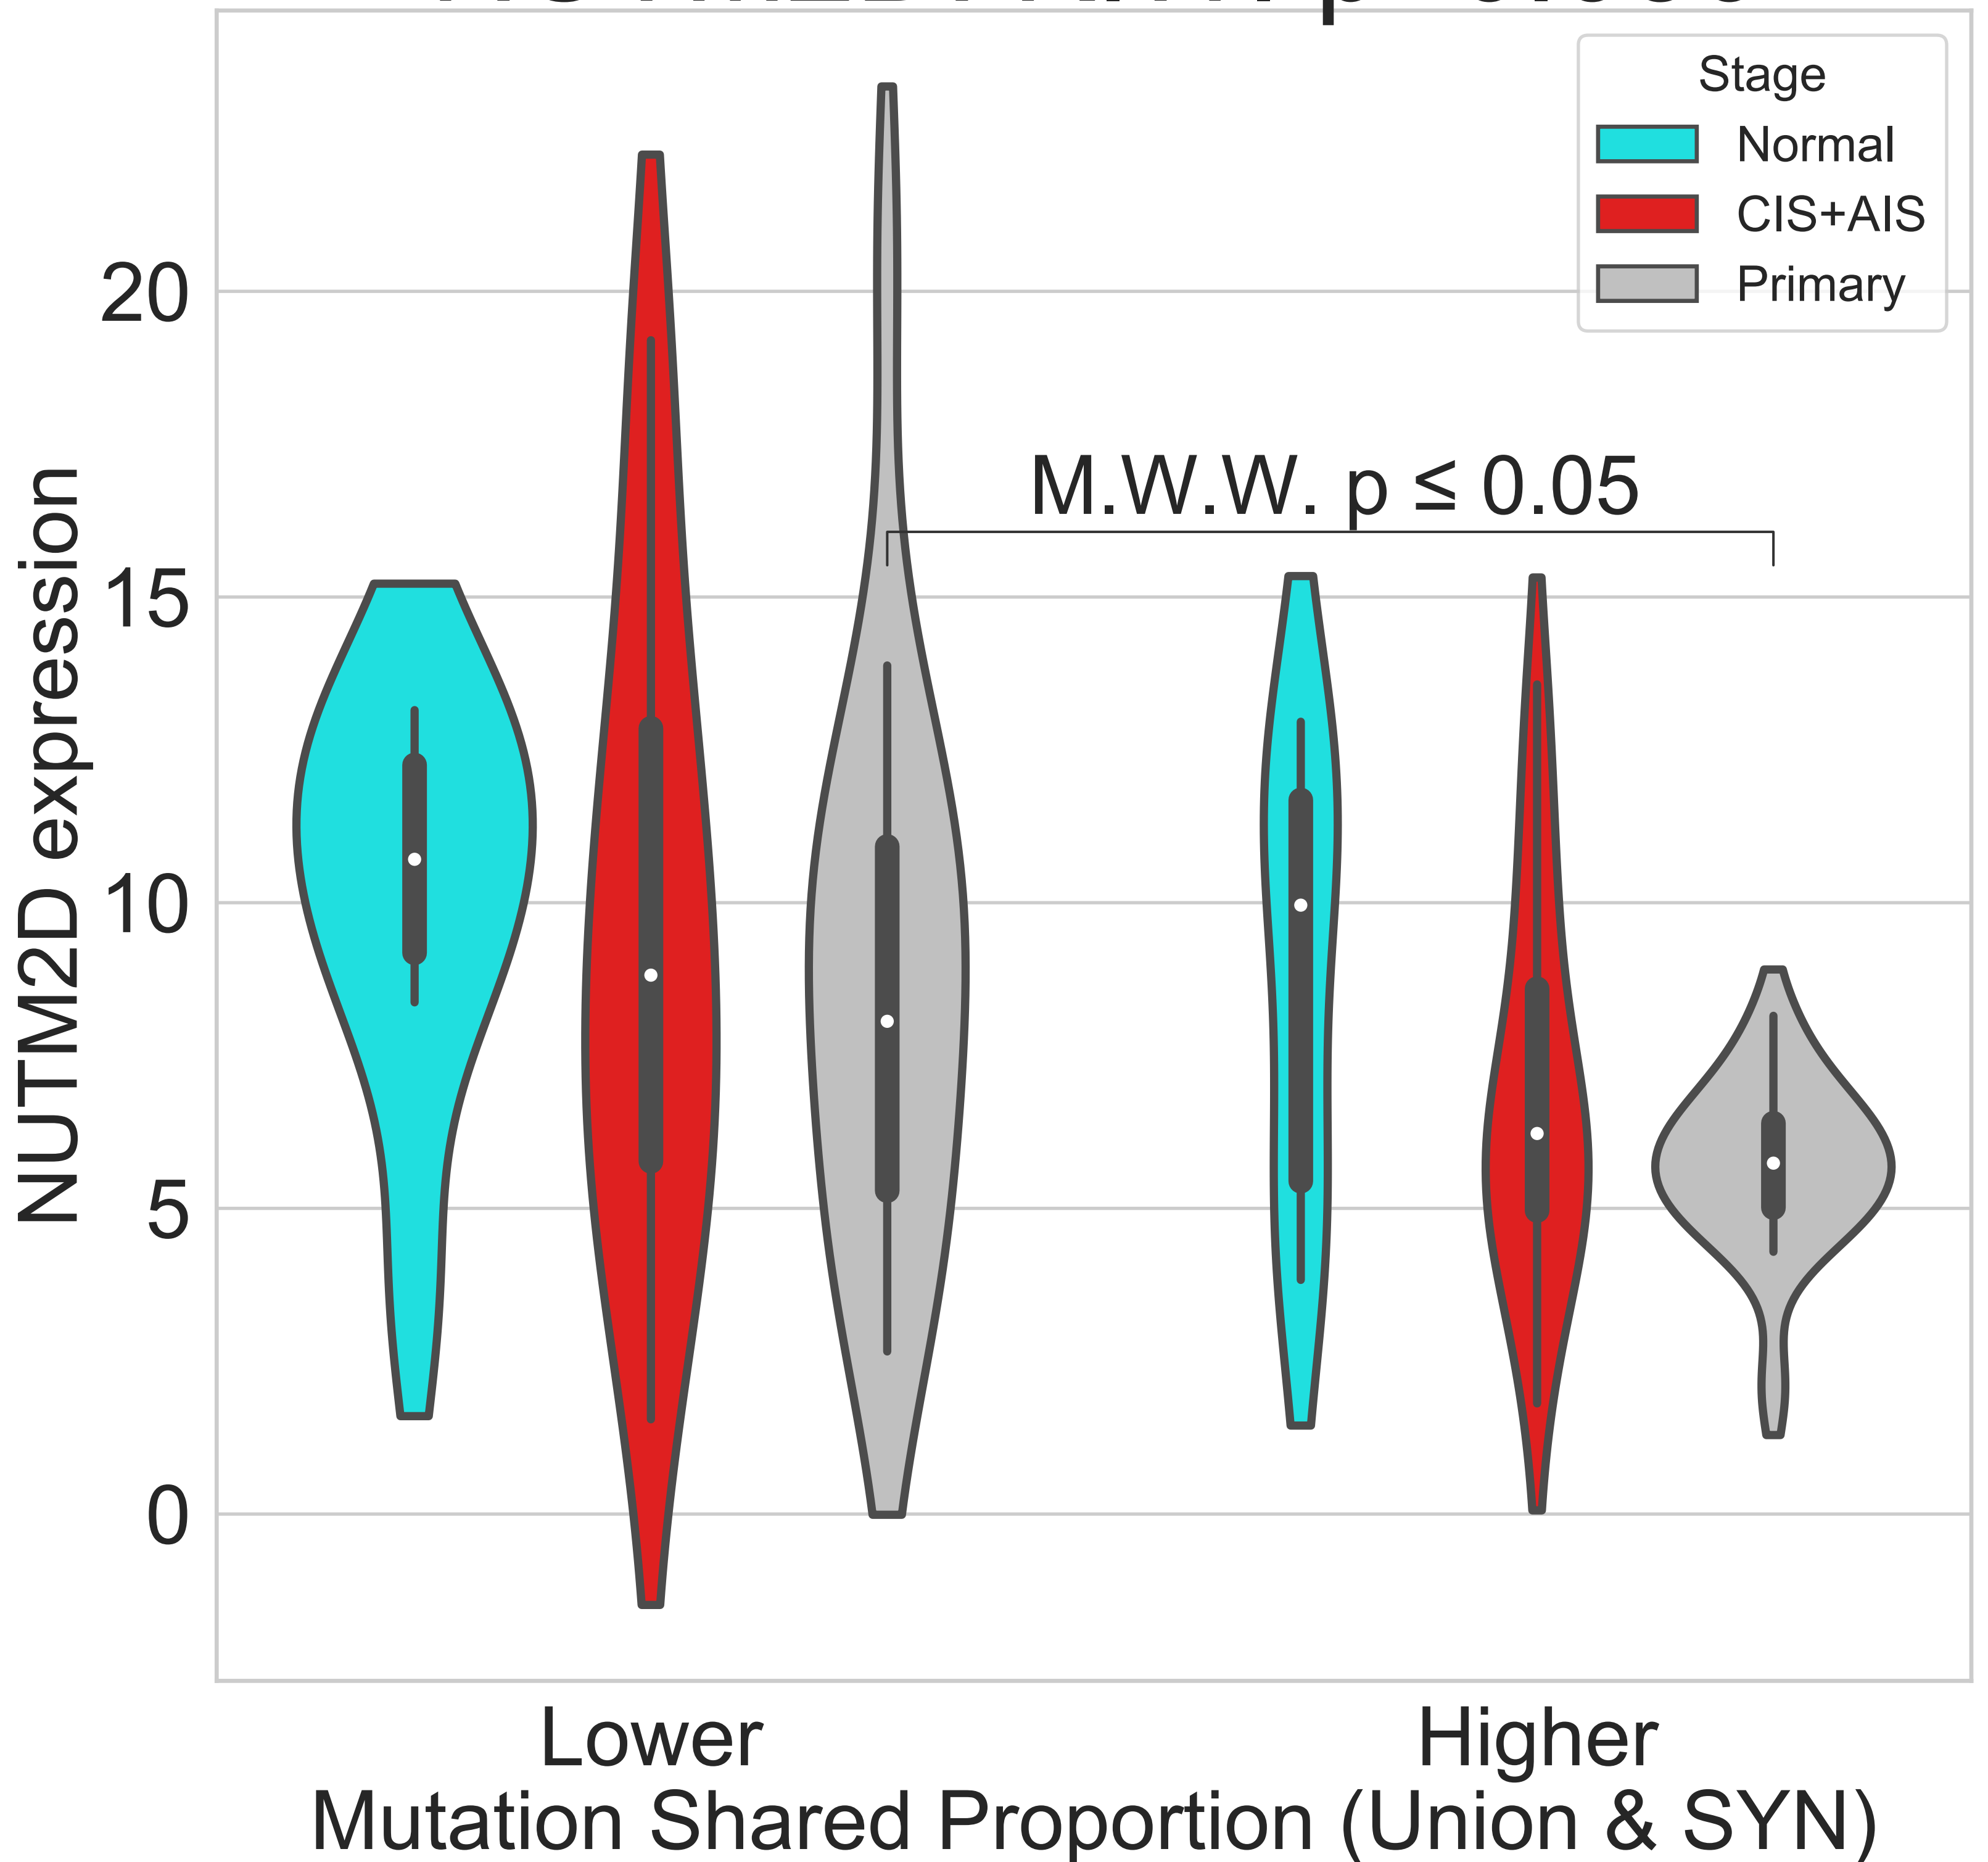 Stage
Normal
CIS+AIS
Primary
M.W.W. p ≤ 0.05
NUTM2D expression
20
15
10
5
0
Lower
Higher
Mutation Shared Proportion (Union & SYN)